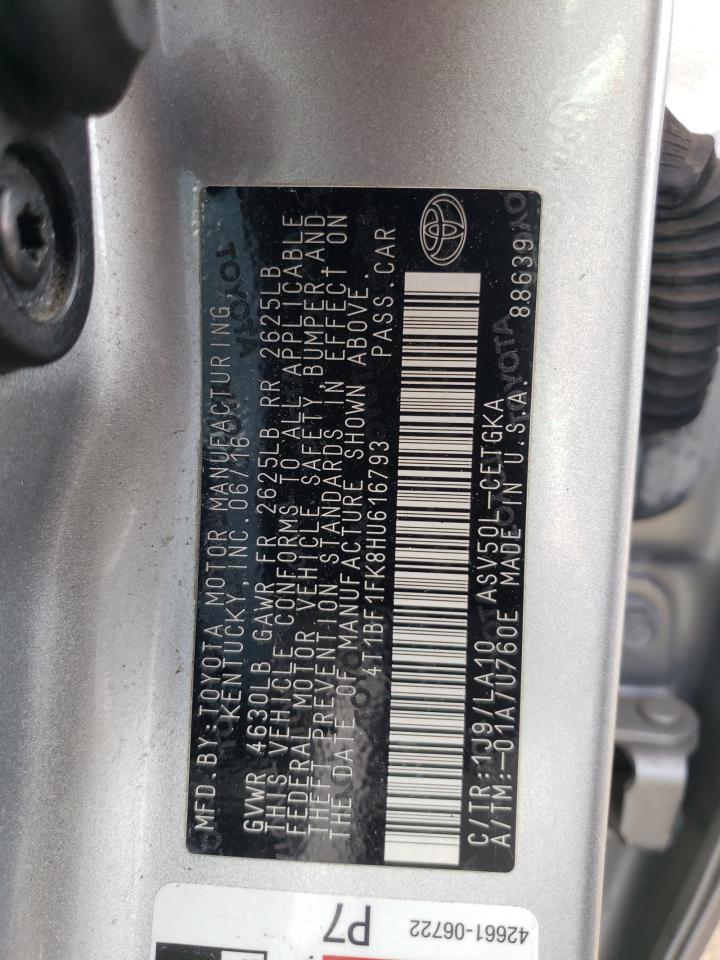 MFD.BY:TOYOTA MOTOR MANUFACTURING
KENTUCKY,INC.06/16
GVWR 4630LB GAWR FR 2625LB RR 2625LB
THIS VEHICLE CONFORMS TO ALL APPLICABLE
FEDERAL MOTOR VEHICLE SAFETY,BUMPER,AND
THEFT PREVENTION STANDARDS IN EFFECT ON
THE DATE OF MANUFACTURE SHOWN ABOVE.
4T1BF1FK8HU616793 PASS.CAR
C/TR:1J9/LA10 ASV50L-CETGKA
A/TM:-01A/U760E MADE IN U.S.A. 88639
P7
42661-06722